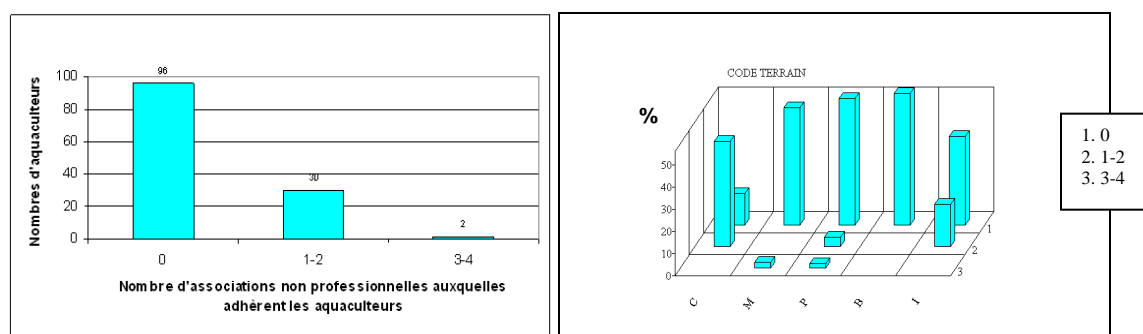 96
30
2
100
80
60
40
20
0
0
1-2
3-4
Nombres d'aquaculteurs
Nombre d'associations non professionnelles auxquelles
adhèrent les aquaculteurs
CODE TERRAIN
%
50
40
30
20
10
0
C
M
P
B
I
1
2
3
1. 0
2. 1-2
3. 3-4